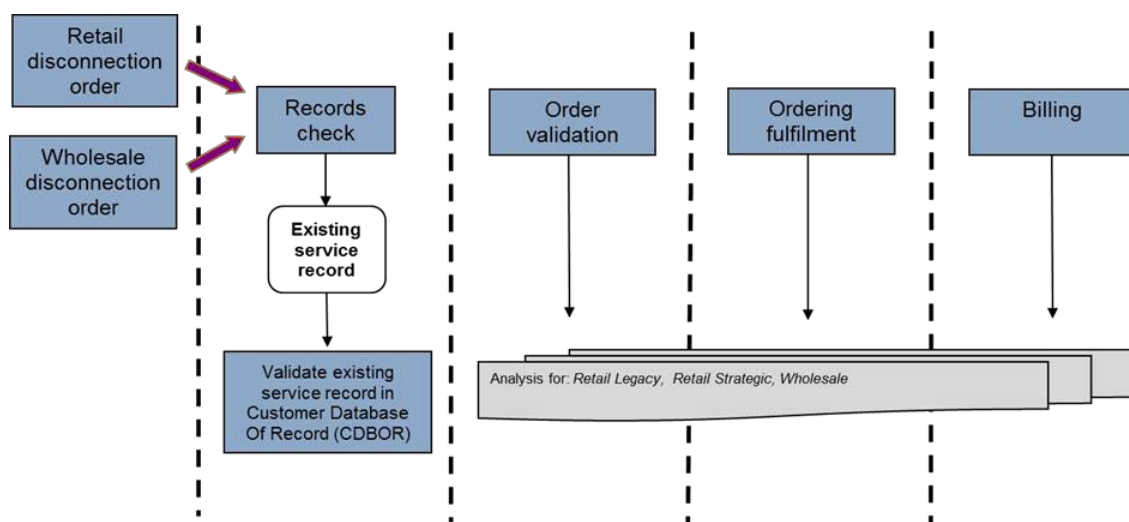 Retail
disconnection
order
Wholesale
disconnection
order
Records
check
Existing
service
record
Validate existing
service record in
Customer Database
Of Record (CDBOR)
Order
validation
Ordering
fulfilment
Billing
Analysis for: Retail Legacy, Retail Strategic, Wholesale